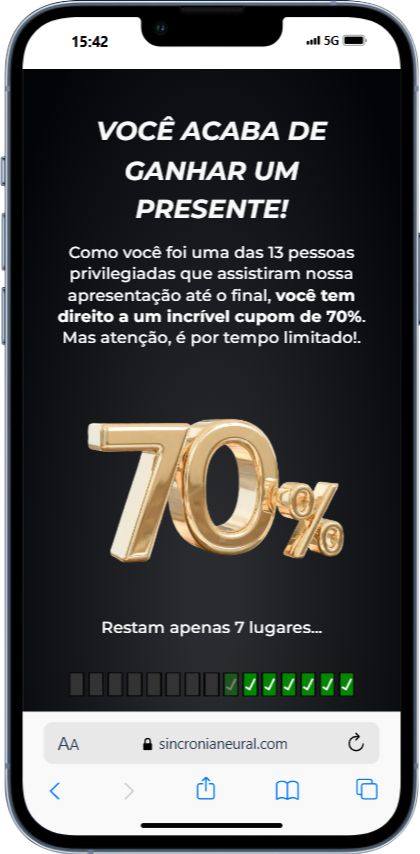 15:42
5G
VOCÊ ACABA DE
GANHAR UM
PRESENTE!
Como você foi uma das 13 pessoas
privilegiadas que assistiram nossa
apresentação até o final, você tem
direito a um incrível cupom de 70%.
Mas atenção, é por tempo limitado!.
70%
Restam apenas 7 lugares...
AA sincronianeural.com